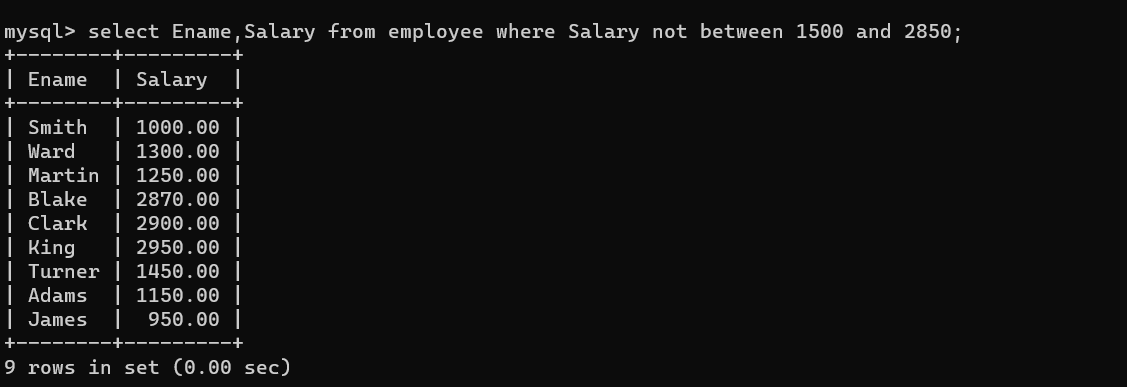 mysql> select Ename,Salary from employee where Salary not between 1500 and 2850;
+--------+---------+
| Ename  | Salary  |
+--------+---------+
| Smith  | 1000.00 |
| Ward   | 1300.00 |
| Martin | 1250.00 |
| Blake  | 2870.00 |
| Clark  | 2900.00 |
| King   | 2950.00 |
| Turner | 1450.00 |
| Adams  | 1150.00 |
| James  |  950.00 |
+--------+---------+
9 rows in set (0.00 sec)